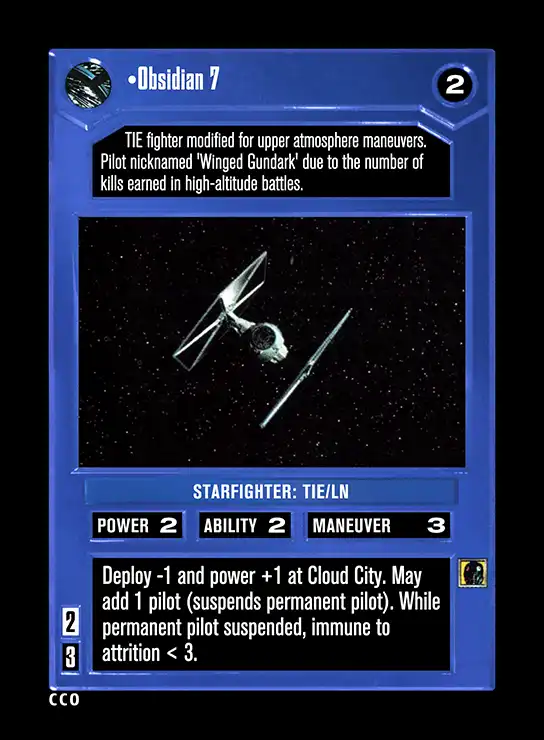 •Obsidian 7
2
TIE fighter modified for upper atmosphere maneuvers.
Pilot nicknamed 'Winged Gundark' due to the number of
kills earned in high-altitude battles.
STARFIGHTER: TIE/LN
POWER 2 ABILITY 2 MANEUVER 3
Deploy -1 and power +1 at Cloud City. May
add 1 pilot (suspends permanent pilot). While
permanent pilot suspended, immune to
attrition < 3.
2
3
CCO